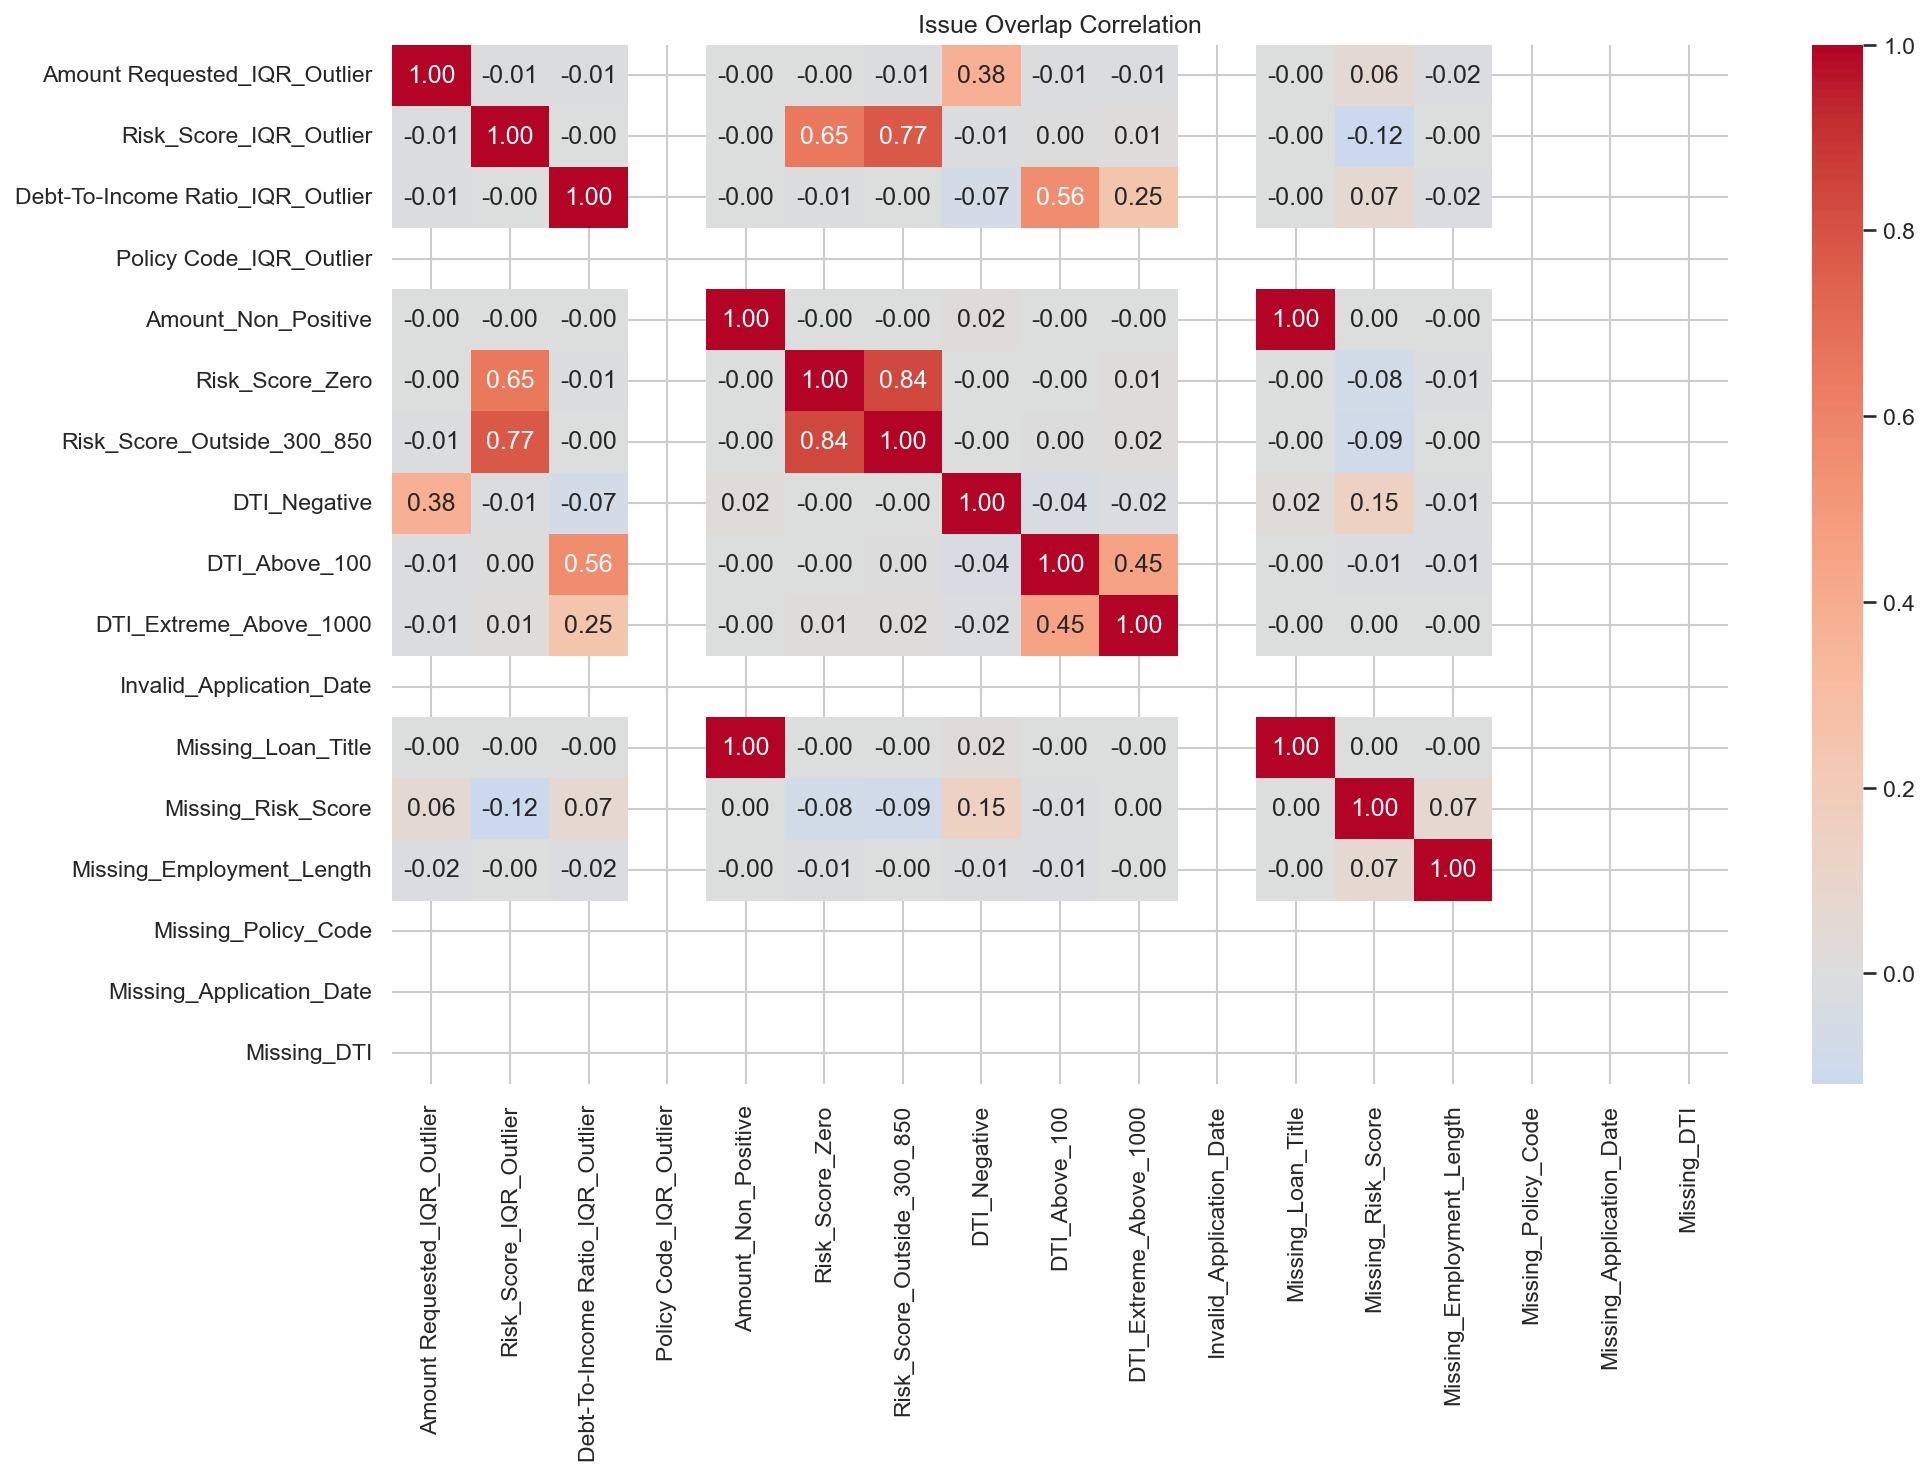 Issue Overlap Correlation
Amount Requested_IQR_Outlier 1.00 -0.01 -0.01 -0.00 -0.00 -0.01 0.38 -0.01 -0.01 -0.00 0.06 -0.02
Risk_Score_IQR_Outlier -0.01 1.00 -0.00 -0.00 0.65 0.77 -0.01 0.00 0.01 -0.00 -0.12 -0.00
Debt-To-Income Ratio_IQR_Outlier -0.01 -0.00 1.00 -0.00 -0.01 -0.00 -0.07 0.56 0.25 -0.00 0.07 -0.02
Policy Code_IQR_Outlier
Amount_Non_Positive -0.00 -0.00 -0.00 1.00 -0.00 -0.00 0.02 -0.00 -0.00 1.00 0.00 -0.00
Risk_Score_Zero -0.00 0.65 -0.01 -0.00 1.00 0.84 -0.00 -0.00 0.01 -0.00 -0.08 -0.01
Risk_Score_Outside_300_850 -0.01 0.77 -0.00 -0.00 0.84 1.00 -0.00 0.00 0.02 -0.00 -0.09 -0.00
DTI_Negative 0.38 -0.01 -0.07 0.02 -0.00 -0.00 1.00 -0.04 -0.02 0.02 0.15 -0.01
DTI_Above_100 -0.01 0.00 0.56 -0.00 -0.00 0.00 -0.04 1.00 0.45 -0.00 -0.01 -0.01
DTI_Extreme_Above_1000 -0.01 0.01 0.25 -0.00 0.01 0.02 -0.02 0.45 1.00 -0.00 0.00 -0.00
Invalid_Application_Date
Missing_Loan_Title -0.00 -0.00 -0.00 1.00 -0.00 -0.00 0.02 -0.00 -0.00 1.00 0.00 -0.00
Missing_Risk_Score 0.06 -0.12 0.07 0.00 -0.08 -0.09 0.15 -0.01 0.00 0.00 1.00 0.07
Missing_Employment_Length -0.02 -0.00 -0.02 -0.00 -0.01 -0.00 -0.01 -0.01 -0.00 -0.00 0.07 1.00
Missing_Policy_Code
Missing_Application_Date
Missing_DTI
Amount Requested_IQR_Outlier
Risk_Score_IQR_Outlier
Debt-To-Income Ratio_IQR_Outlier
Policy Code_IQR_Outlier
Amount_Non_Positive
Risk_Score_Zero
Risk_Score_Outside_300_850
DTI_Negative
DTI_Above_100
DTI_Extreme_Above_1000
Invalid_Application_Date
Missing_Loan_Title
Missing_Risk_Score
Missing_Employment_Length
Missing_Policy_Code
Missing_Application_Date
Missing_DTI
1.0
0.8
0.6
0.4
0.2
0.0